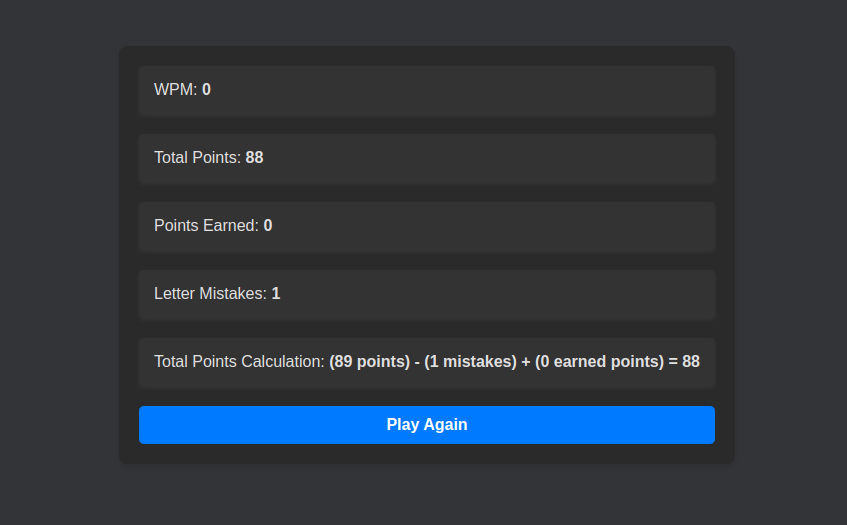 WPM: 0
Total Points: 88
Points Earned: 0
Letter Mistakes: 1
Total Points Calculation: (89 points) - (1 mistakes) + (0 earned points) = 88
Play Again